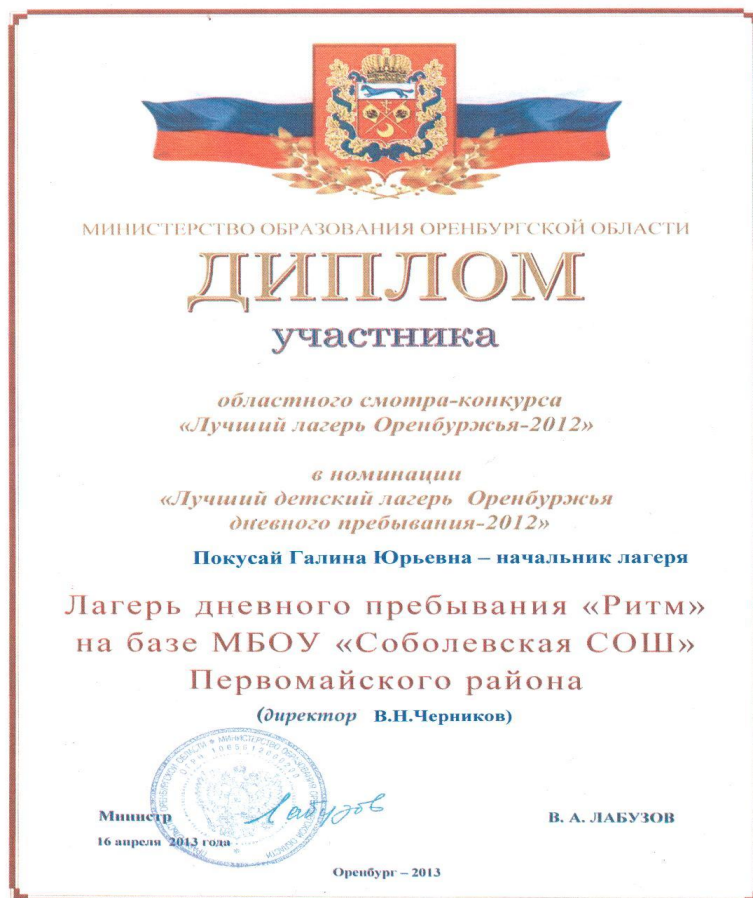 МИНИСТЕРСТВО ОБРАЗОВАНИЯ ОРЕНБУРГСКОЙ ОБЛАСТИ
ДИПЛОМ
участника
областного смотра-конкурса
«Лучший лагерь Оренбуржья-2012»
в номинации
«Лучший детский лагерь Оренбуржья
дневного пребывания-2012»
Покусай Галина Юрьевна – начальник лагеря
Лагерь дневного пребывания «Ритм»
на базе МБОУ «Соболевская СОШ»
Первомайского района
(директор В.Н.Черников)
Министр
Лабузов
В. А. ЛАБУЗОВ
16 апреля 2013 года
Оренбург – 2013